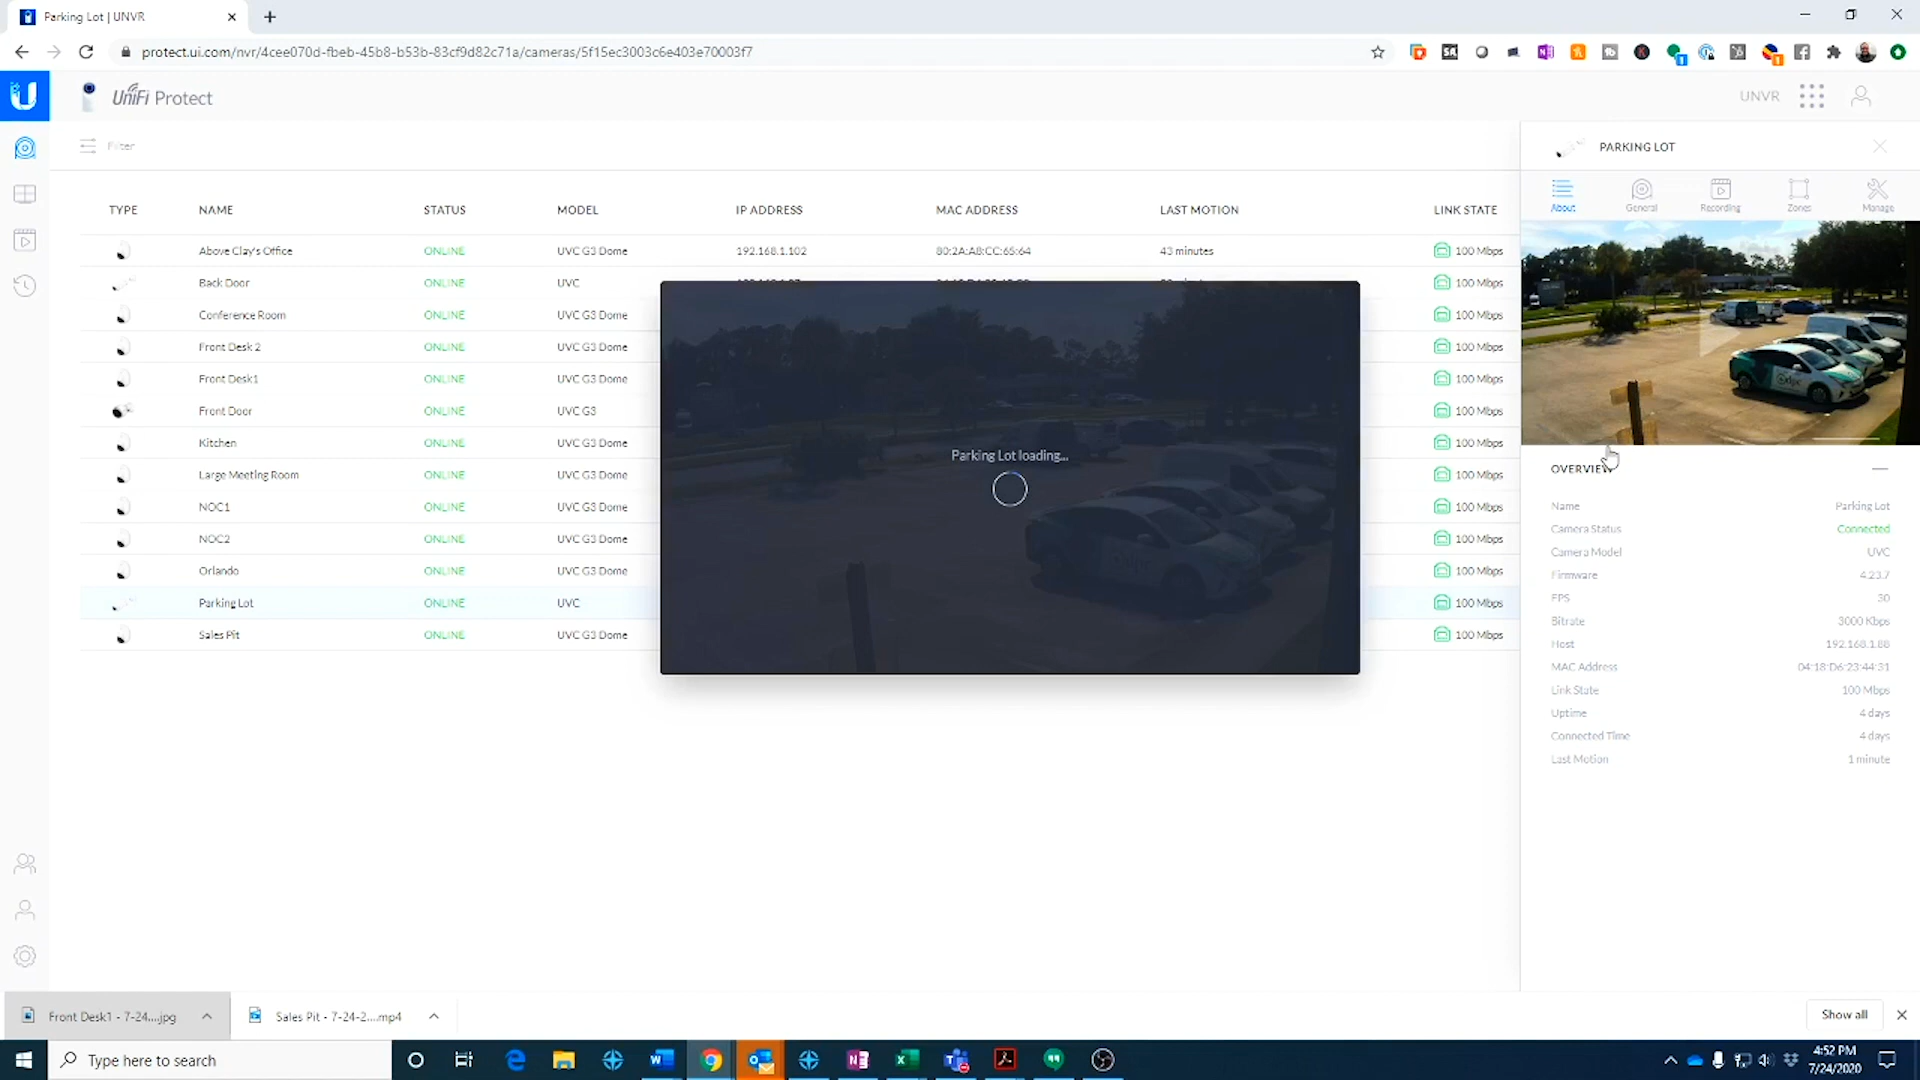 Parking Lot | UNVR
protect.ui.com/nvr/4cee070d-fbeb-45b8-b53b-83cf9d82c71a/cameras/5f15ec3003c6e403e70003f7
UniFi Protect
UNVR
Filter
PARKING LOT
About General Recording Zones Manage
TYPE NAME STATUS MODEL IP ADDRESS MAC ADDRESS LAST MOTION LINK STATE
Above Clay's Office ONLINE UVC G3 Dome 192.168.1.102 80:2A:A8:CC:65:64 43 minutes 100 Mbps
Back Door ONLINE UVC 100 Mbps
Conference Room ONLINE UVC G3 Dome 100 Mbps
Front Desk 2 ONLINE UVC G3 Dome 100 Mbps
Front Desk1 ONLINE UVC G3 Dome 100 Mbps
Front Door ONLINE UVC G3 100 Mbps
Kitchen ONLINE UVC G3 Dome 100 Mbps
Large Meeting Room ONLINE UVC G3 Dome 100 Mbps
NOC1 ONLINE UVC G3 Dome 100 Mbps
NOC2 ONLINE UVC G3 Dome 100 Mbps
Orlando ONLINE UVC G3 Dome 100 Mbps
Parking Lot ONLINE UVC 100 Mbps
Sales Pit ONLINE UVC G3 Dome 100 Mbps
Parking Lot loading...
OVERVIEW
Name Parking Lot
Camera Status Connected
Camera Model UVC
Firmware 4.23.7
FPS 30
Bitrate 3000 Kbps
Host 192.168.1.88
MAC Address 04:18:D6:23:44:31
Link State 100 Mbps
Uptime 4 days
Connected Time 4 days
Last Motion 1 minute
Front Desk1 - 7-24....jpg
Sales Pit - 7-24-2....mp4
Show all
Type here to search
4:52 PM
7/24/2020